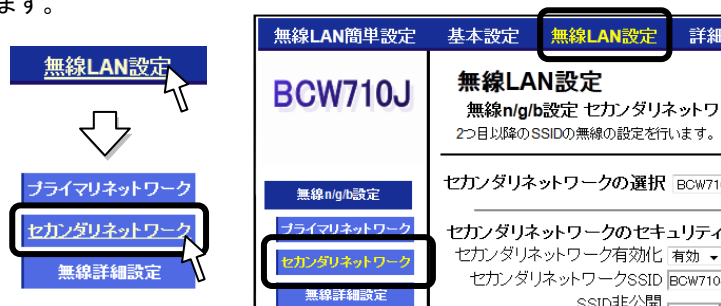 ます。
無線LAN設定
プライマリネットワーク
セカンダリネットワーク
無線詳細設定
無線LAN簡単設定 基本設定 無線LAN設定 詳細
BCW710J
無線n/g/b設定
プライマリネットワーク
セカンダリネットワーク
無線詳細設定
無線LAN設定
無線n/g/b設定 セカンダリネットワ
2つ目以降のSSIDの無線の設定を行います。
セカンダリネットワークの選択 BCW71
セカンダリネットワークのセキュリティ
セカンダリネットワーク有効化 有効
セカンダリネットワークSSID BCW710
SSID非公開